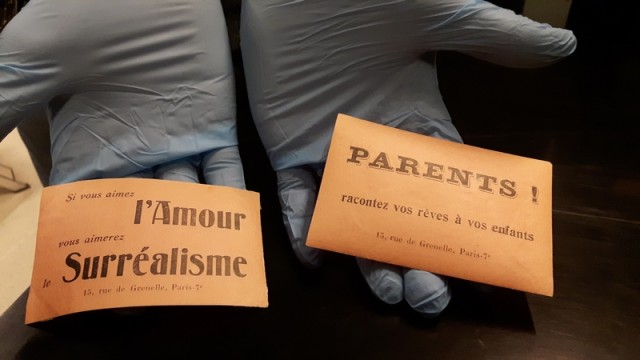 Si vous aimez
l'Amour
vous aimerez
le Surréalisme
15, rue de Grenelle, Paris-7e
PARENTS !
racontez vos rêves à vos enfants
15, rue de Grenelle, Paris-7e